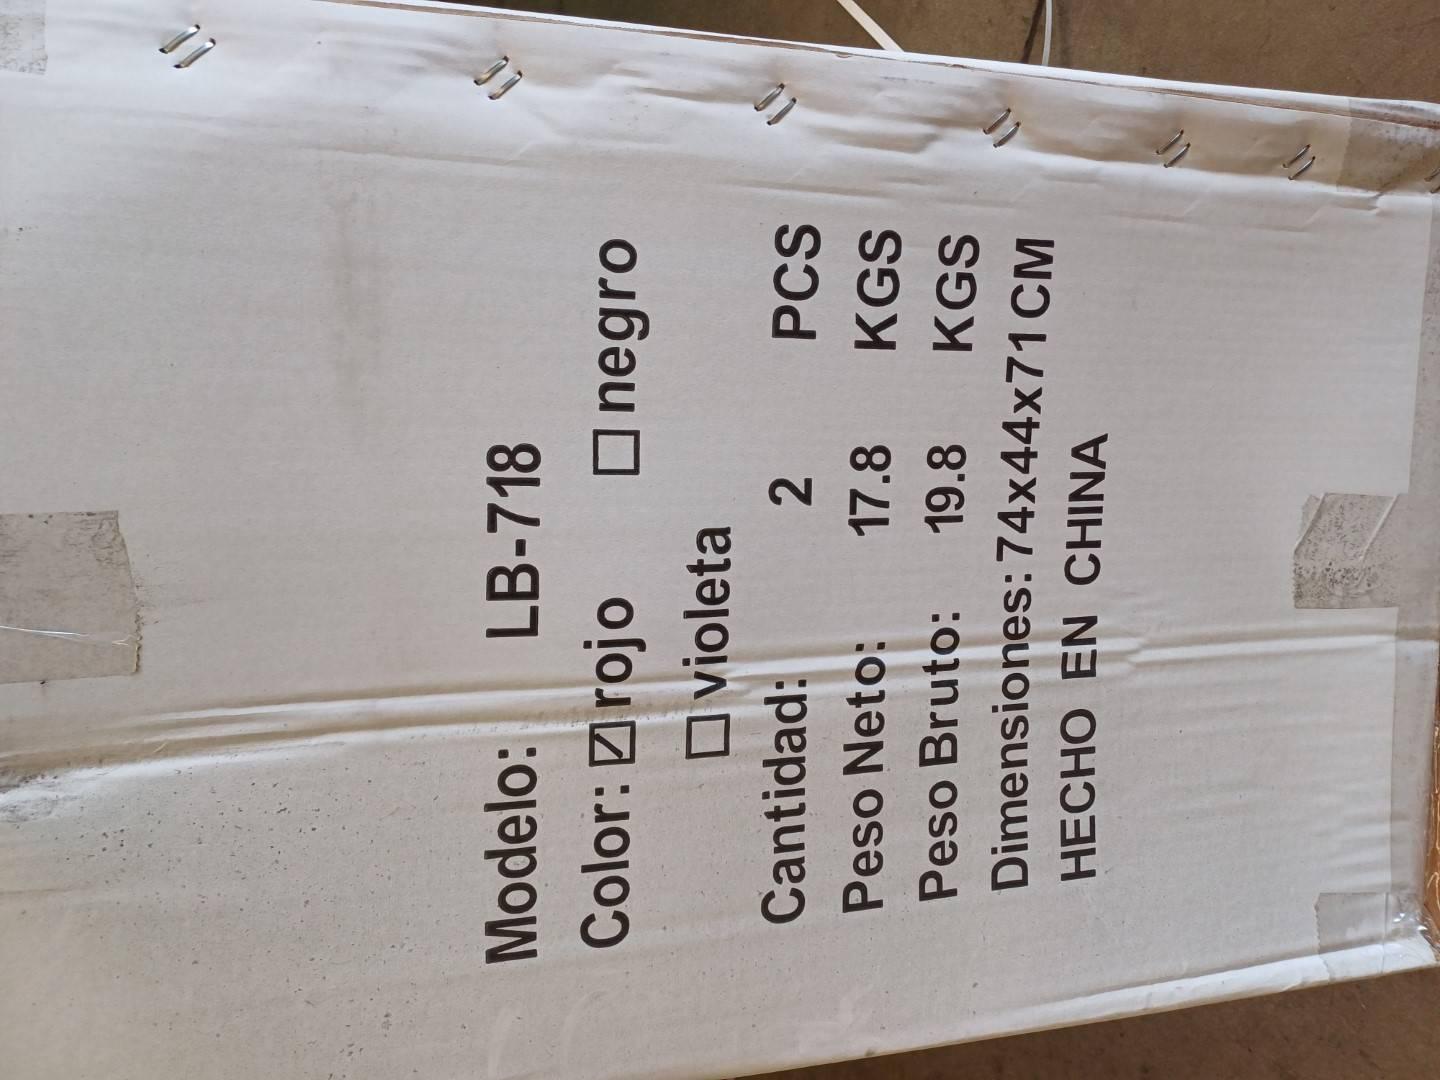 Modelo: LB-718
Color: ☑ rojo ☐ negro
☐ violeta
Cantidad: 2 PCS
Peso Neto: 17.8 KGS
Peso Bruto: 19.8 KGS
Dimensiones: 74x44x71 CM
HECHO EN CHINA